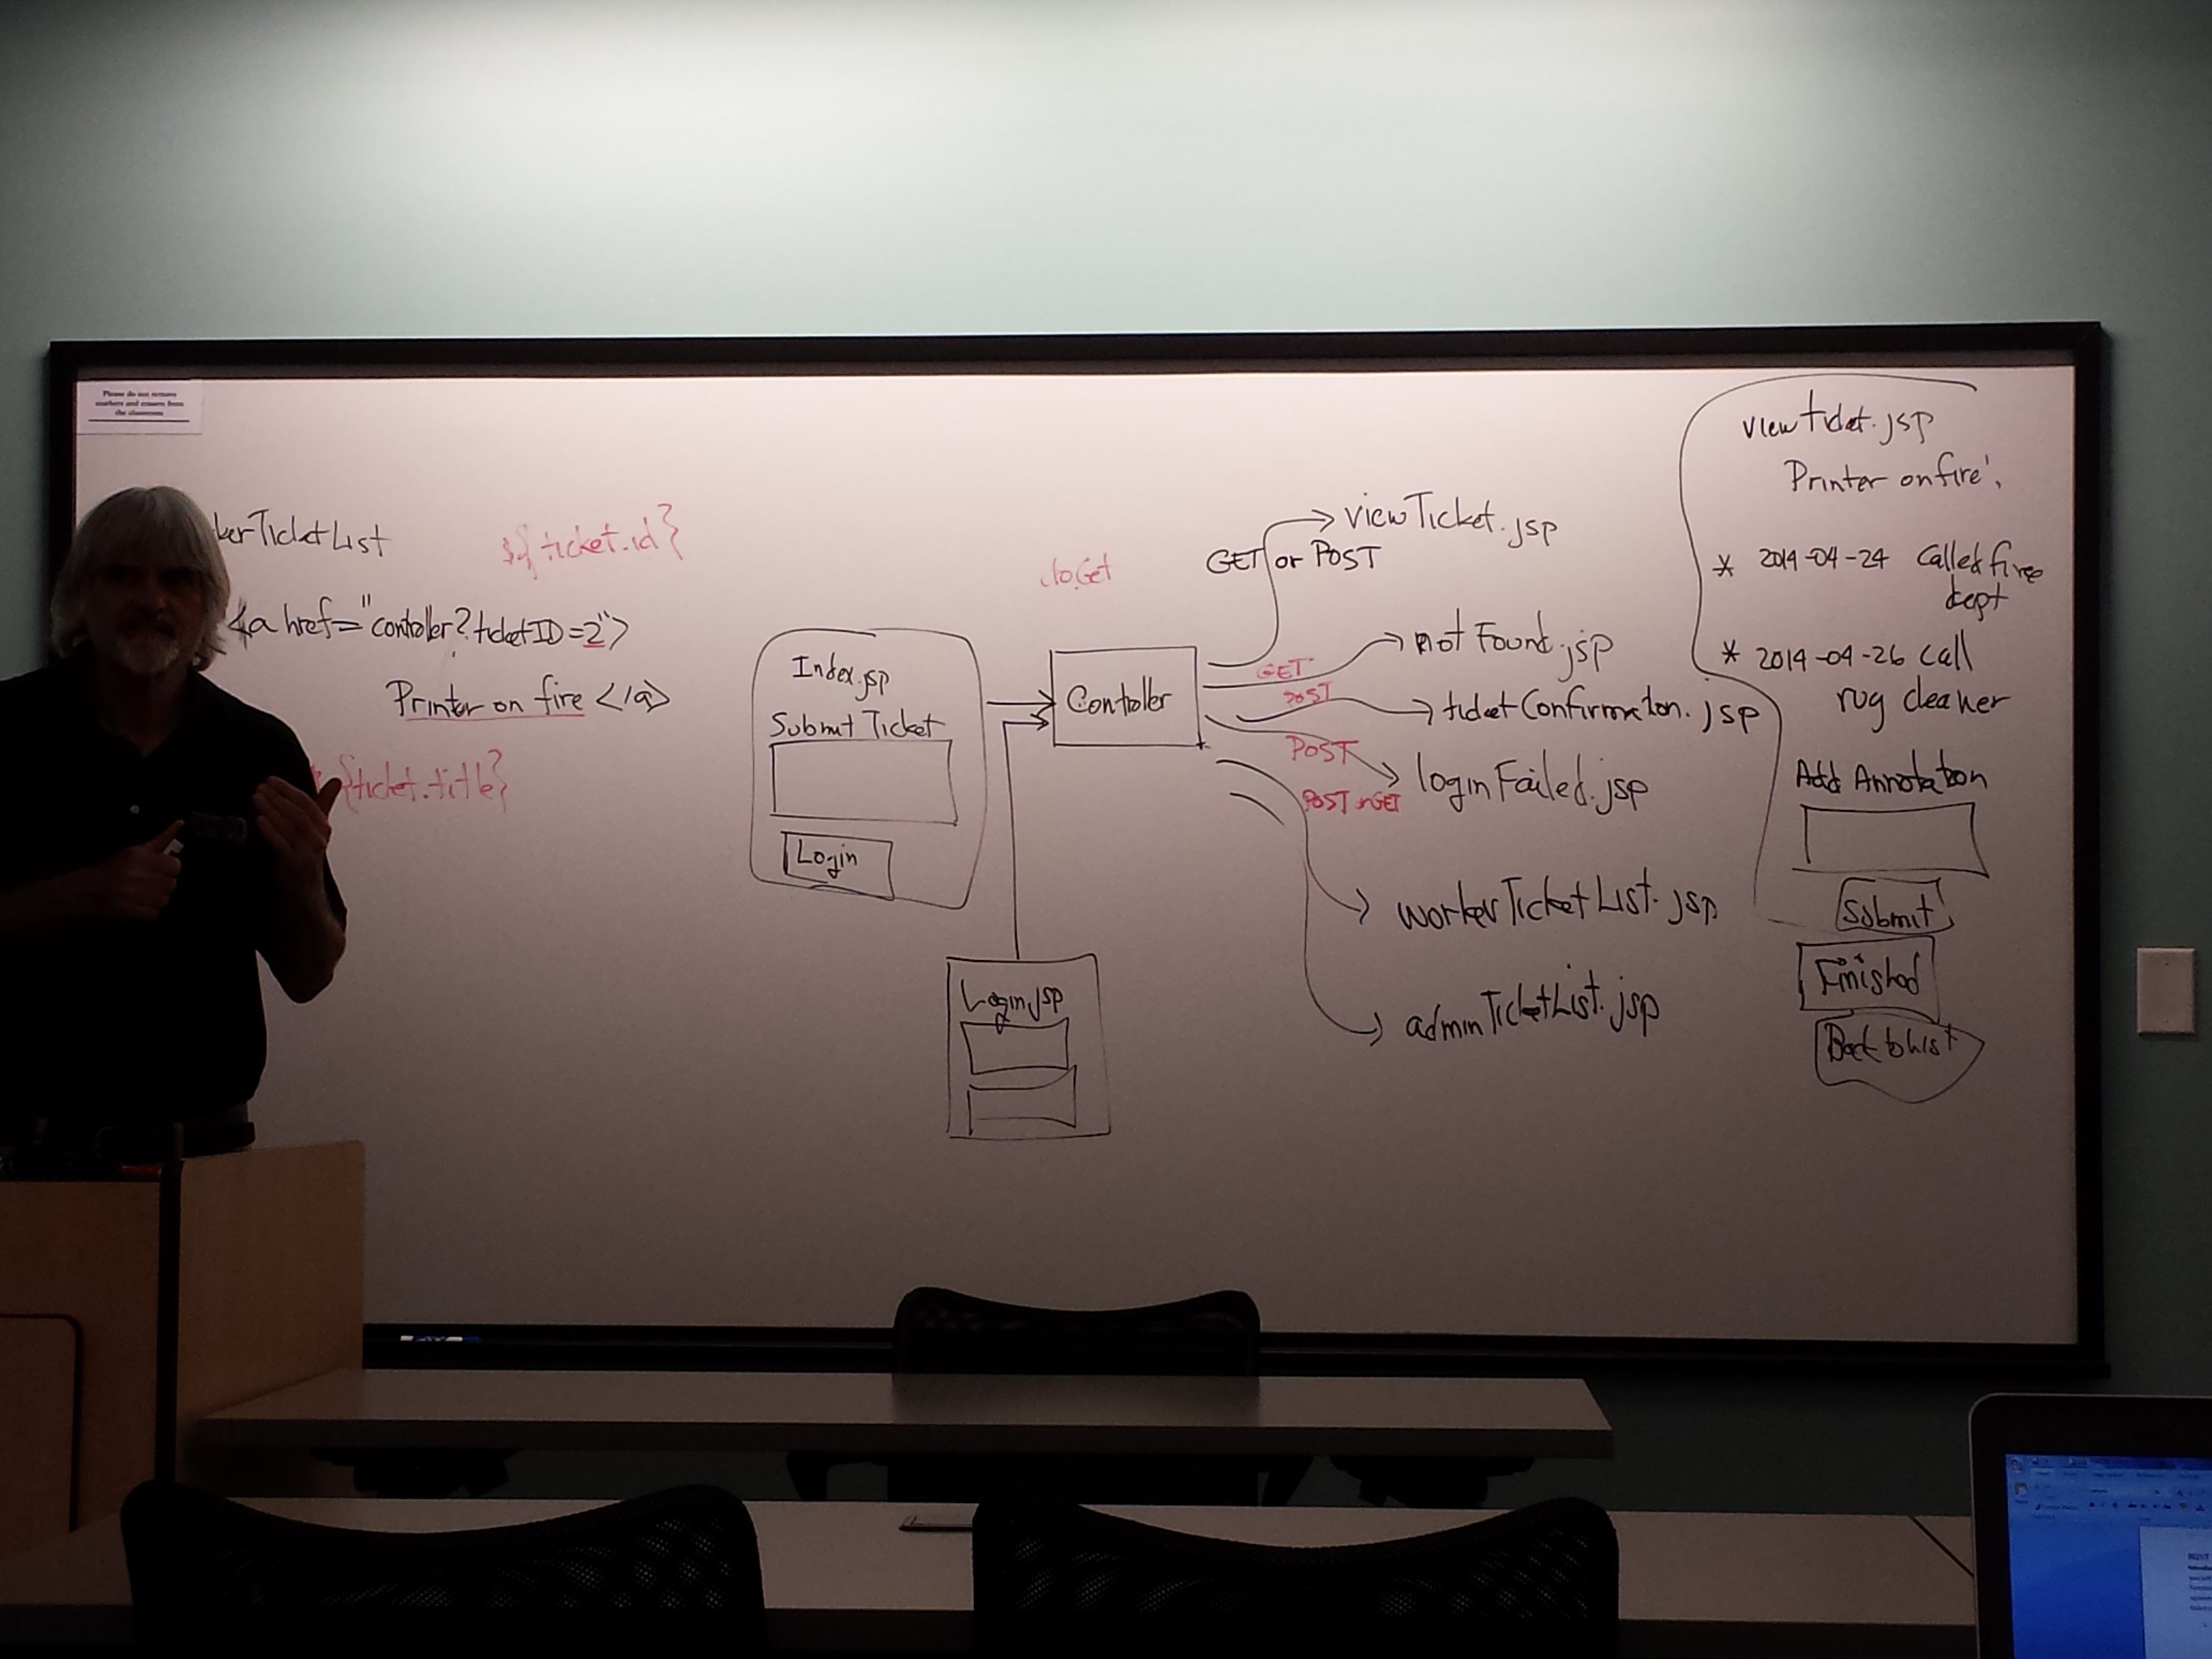 Please do not remove
markers and erasers from
the classroom
kerTicketList
${ticket.id}
<a href="controller?ticketID=2">
Printer on fire </a>
${ticket.title}
Index.jsp
Submit Ticket
Login
Login.jsp
doGet
Controller
GET or POST
viewTicket.jsp
GET
notFound.jsp
POST
ticketConfirmation.jsp
POST
loginFailed.jsp
POST or GET
workerTicketList.jsp
adminTicketList.jsp
viewTicket.jsp
Printer on fire!
* 2014-04-24 Called fire
dept
* 2014-04-26 call
rug cleaner
Add Annotation
Submit
Finished
Back to List